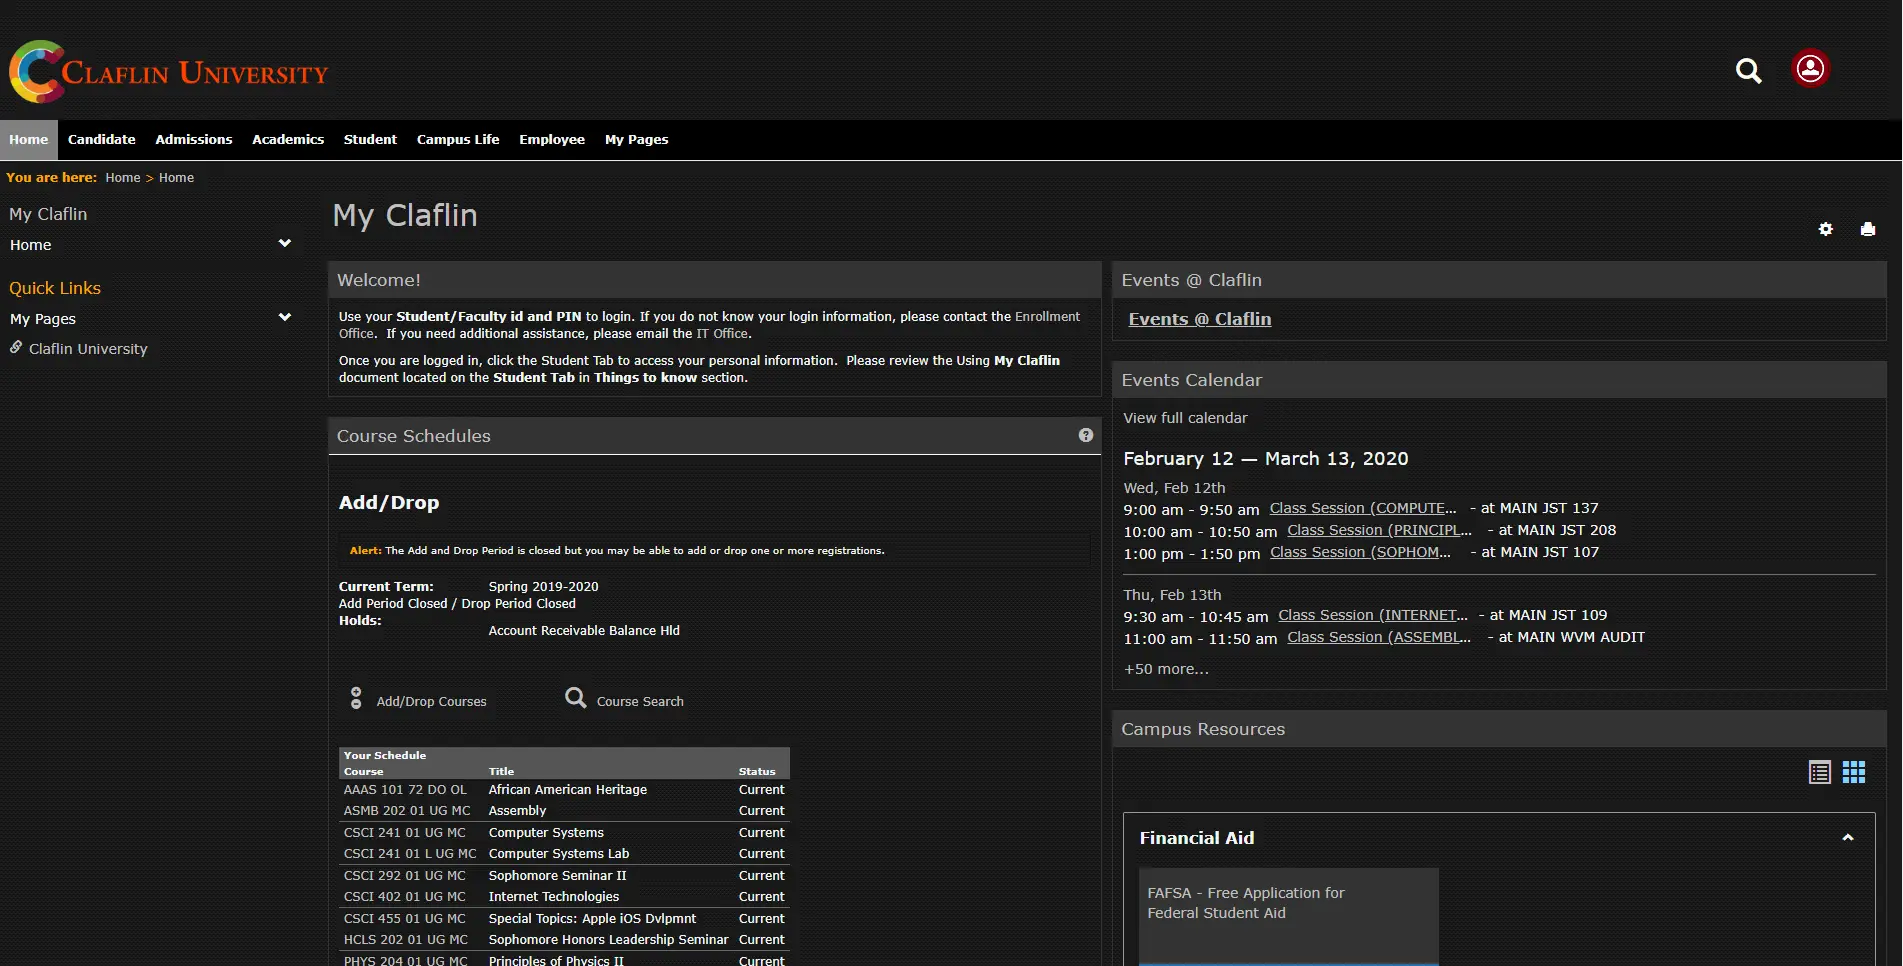 CLAFLIN UNIVERSITY
Home Candidate Admissions Academics Student Campus Life Employee My Pages
You are here: Home > Home
My Claflin
Home
Quick Links
My Pages
Claflin University
My Claflin
Welcome!
Use your Student/Faculty id and PIN to login. If you do not know your login information, please contact the Enrollment
Office. If you need additional assistance, please email the IT Office.
Once you are logged in, click the Student Tab to access your personal information. Please review the Using My Claflin
document located on the Student Tab in Things to know section.
Course Schedules
Add/Drop
Alert: The Add and Drop Period is closed but you may be able to add or drop one or more registrations.
Current Term: Spring 2019-2020
Add Period Closed / Drop Period Closed
Holds:
Account Receivable Balance Hld
Add/Drop Courses Course Search
Your Schedule
Course Title Status
AAAS 101 72 DO OL African American Heritage Current
ASMB 202 01 UG MC Assembly Current
CSCI 241 01 UG MC Computer Systems Current
CSCI 241 01 L UG MC Computer Systems Lab Current
CSCI 292 01 UG MC Sophomore Seminar II Current
CSCI 402 01 UG MC Internet Technologies Current
CSCI 455 01 UG MC Special Topics: Apple iOS Dvlpmnt Current
HCLS 202 01 UG MC Sophomore Honors Leadership Seminar Current
PHYS 204 01 UG MC Principles of Physics II Current
Events @ Claflin
Events @ Claflin
Events Calendar
View full calendar
February 12 — March 13, 2020
Wed, Feb 12th
9:00 am - 9:50 am Class Session (COMPUTE... - at MAIN JST 137
10:00 am - 10:50 am Class Session (PRINCIPL... - at MAIN JST 208
1:00 pm - 1:50 pm Class Session (SOPHOM... - at MAIN JST 107
Thu, Feb 13th
9:30 am - 10:45 am Class Session (INTERNET... - at MAIN JST 109
11:00 am - 11:50 am Class Session (ASSEMBL... - at MAIN WVM AUDIT
+50 more...
Campus Resources
Financial Aid
FAFSA - Free Application for
Federal Student Aid